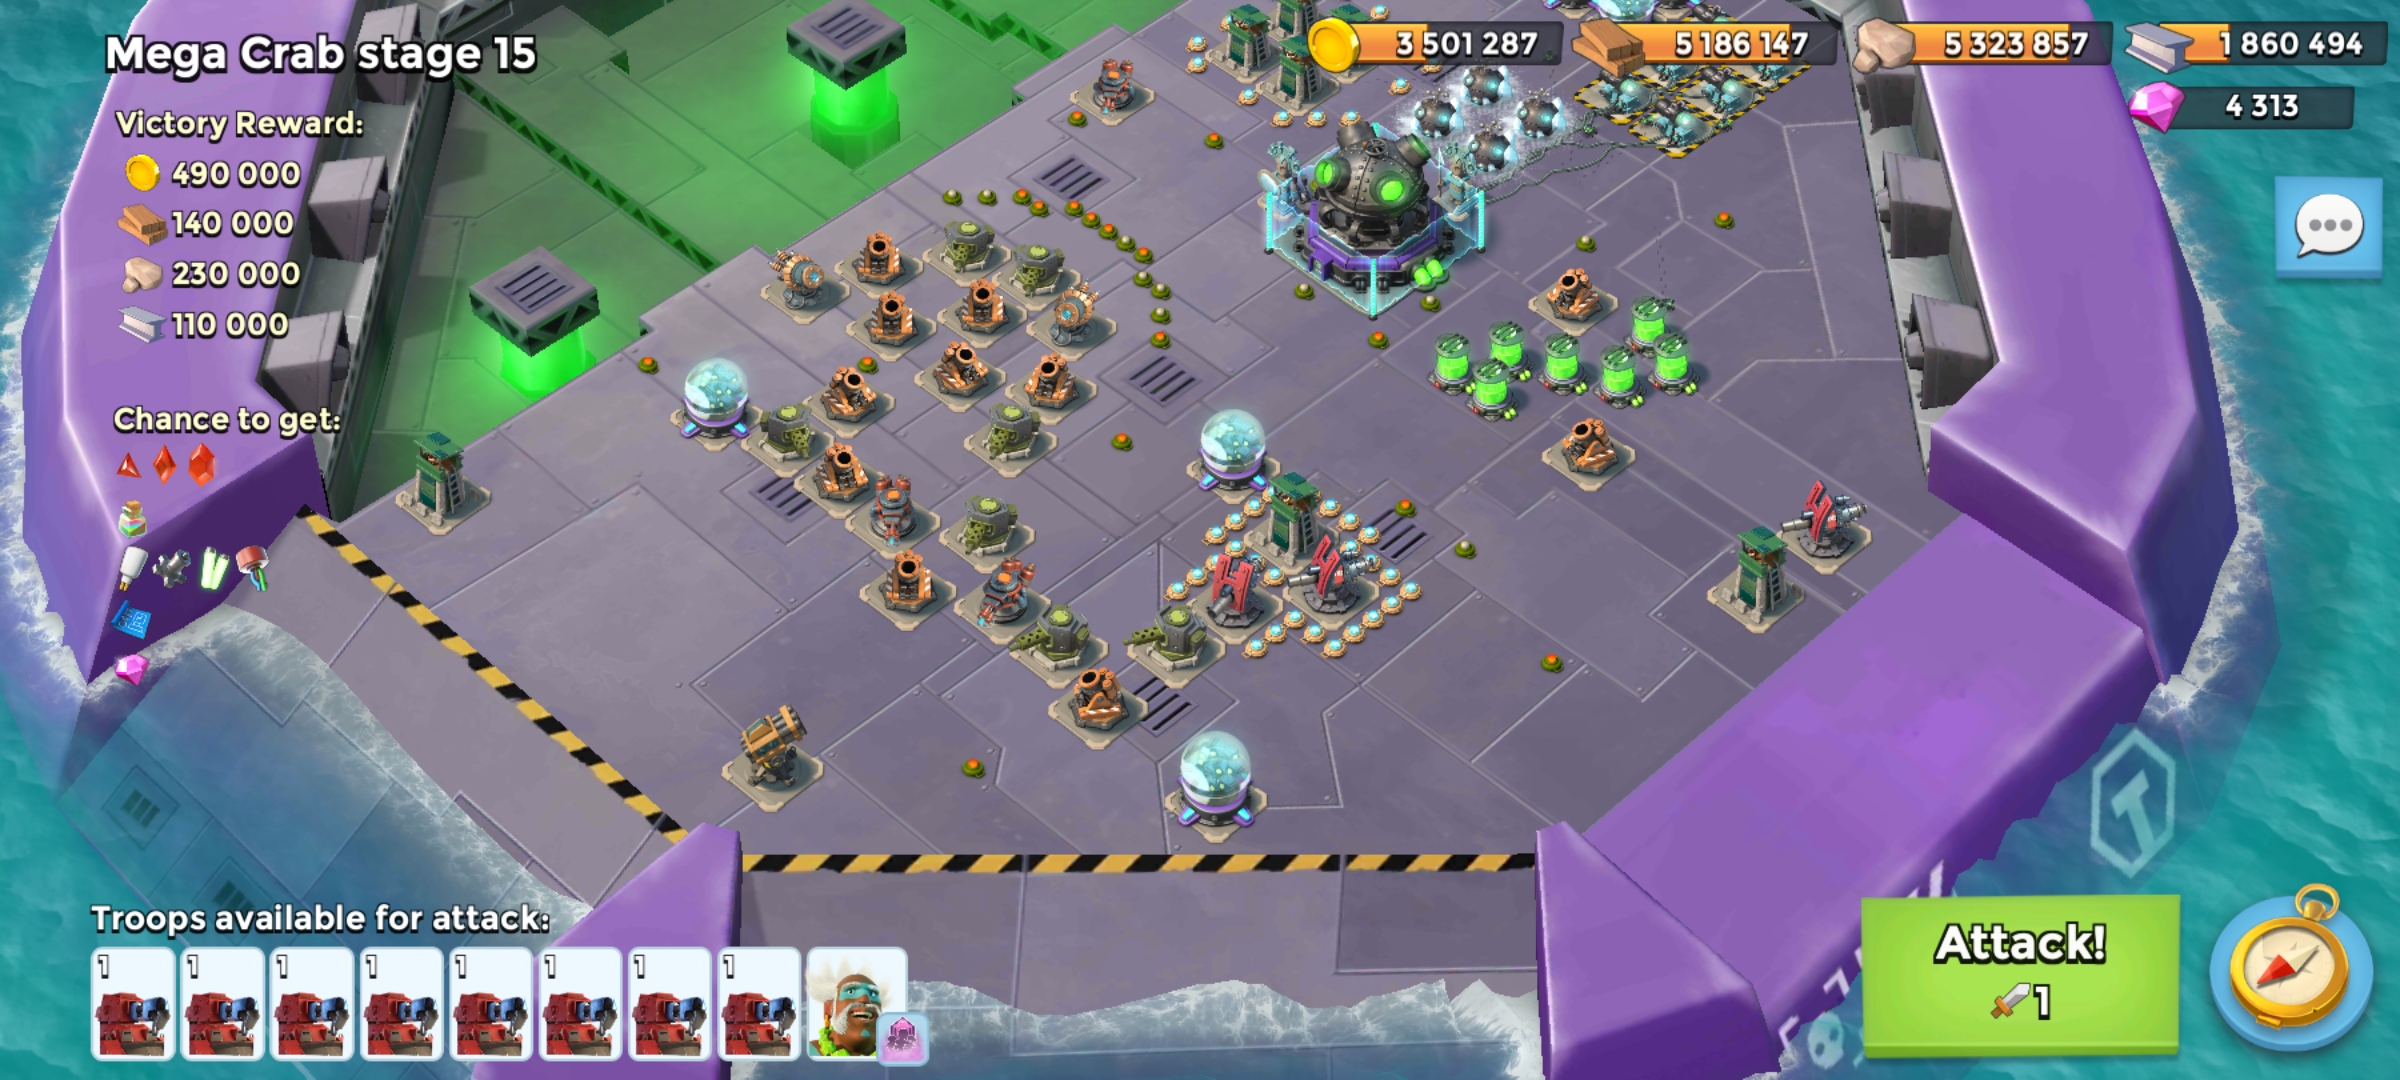 Mega Crab stage 15
3 501 287
5 186 147
5 323 857
1 860 494
4 313
Victory Reward:
490 000
140 000
230 000
110 000
Chance to get:
Troops available for attack:
1 1 1 1 1 1 1 1
Attack!
1